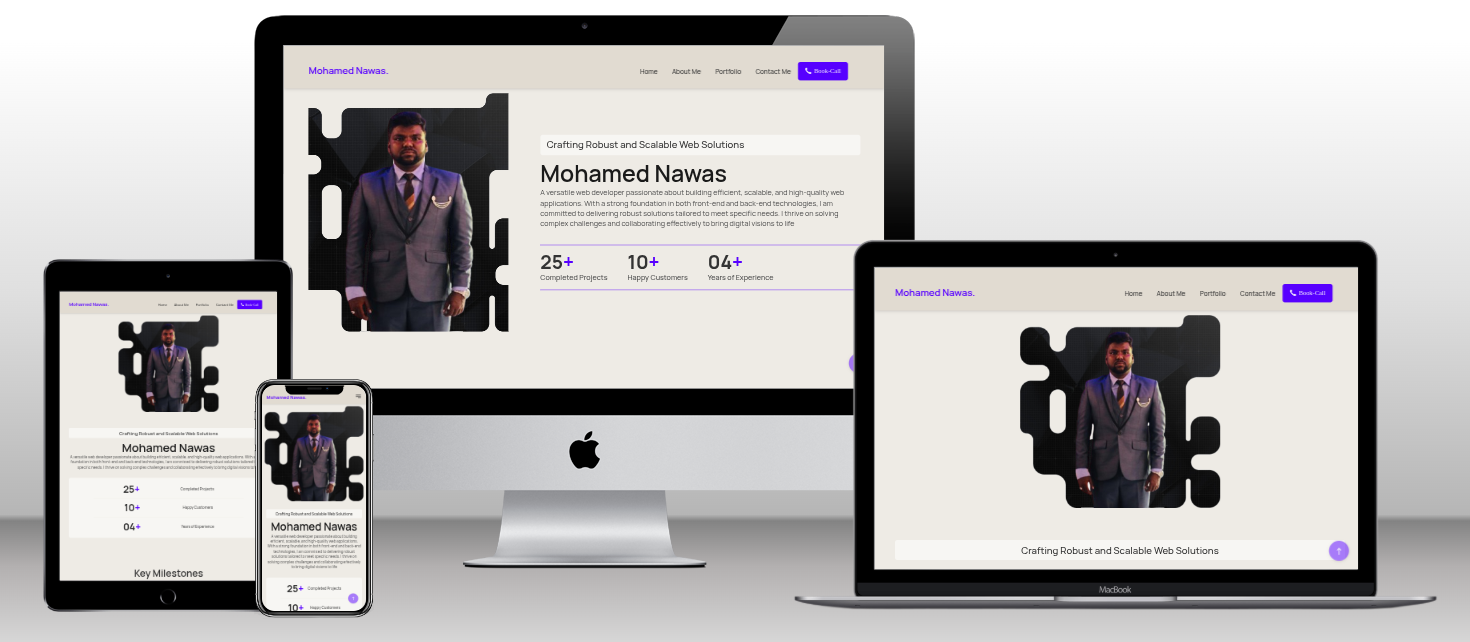 Mohamed Nawas.
Home About Me Portfolio Contact Me Book-Call
Crafting Robust and Scalable Web Solutions
Mohamed Nawas
A versatile web developer passionate about building efficient, scalable, and high-quality web
applications. With a strong foundation in both front-end and back-end technologies, I am
committed to delivering robust solutions tailored to meet specific needs. I thrive on solving
complex challenges and collaborating effectively to bring digital visions to life
25+ 10+ 04+
Completed Projects Happy Customers Years of Experience
Mohamed Nawas.
Home About Me Portfolio Contact Me Book-Call
Crafting Robust and Scalable Web Solutions
Mohamed Nawas
A versatile web developer passionate about building efficient, scalable, and high-quality web applications. With
foundation in both front-end and back-end technologies, I am committed to delivering robust solutions tailored
specific needs. I thrive on solving complex challenges and collaborating effectively to bring digital visions to
25+ Completed Projects
10+ Happy Customers
04+ Years of Experience
Key Milestones
Mohamed Nawas.
Crafting Robust and Scalable Web Solutions
Mohamed Nawas
A versatile web developer passionate about building
efficient, scalable, and high-quality web applications.
With a strong foundation in both front-end and back-end
technologies, I am committed to delivering robust
solutions tailored to meet specific needs. I thrive on
solving complex challenges and collaborating effectively
to bring digital visions to life
25+ Completed Projects
10+ Happy Customers
Mohamed Nawas.
Home About Me Portfolio Contact Me Book-Call
Crafting Robust and Scalable Web Solutions
MacBook